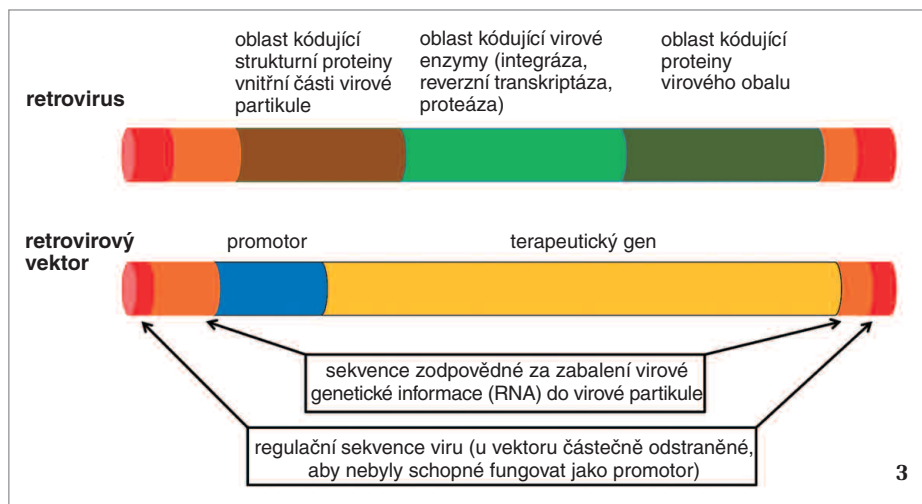 oblast kódující
strukturní proteiny
vnitřní části virové
partikule
oblast kódující virové
enzymy (integráza,
reverzní transkriptáza,
proteáza)
oblast kódující
proteiny
virového obalu
retrovirus
retrovirový
vektor
promotor
terapeutický gen
sekvence zodpovědné za zabalení virové
genetické informace (RNA) do virové partikule
regulační sekvence viru (u vektoru částečně odstraněné,
aby nebyly schopné fungovat jako promotor)
3